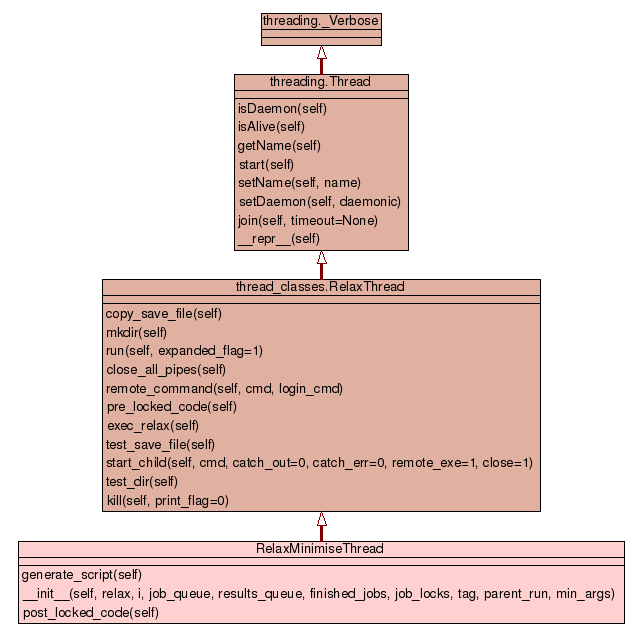 threading._Verbose
threading.Thread
isDaemon(self)
isAlive(self)
getName(self)
start(self)
setName(self, name)
setDaemon(self, daemonic)
join(self, timeout=None)
__repr__(self)
thread_classes.RelaxThread
copy_save_file(self)
mkdir(self)
run(self, expanded_flag=1)
close_all_pipes(self)
remote_command(self, cmd, login_cmd)
pre_locked_code(self)
exec_relax(self)
test_save_file(self)
start_child(self, cmd, catch_out=0, catch_err=0, remote_exe=1, close=1)
test_dir(self)
kill(self, print_flag=0)
RelaxMinimiseThread
generate_script(self)
__init__(self, relax, i, job_queue, results_queue, finished_jobs, job_locks, tag, parent_run, min_args)
post_locked_code(self)